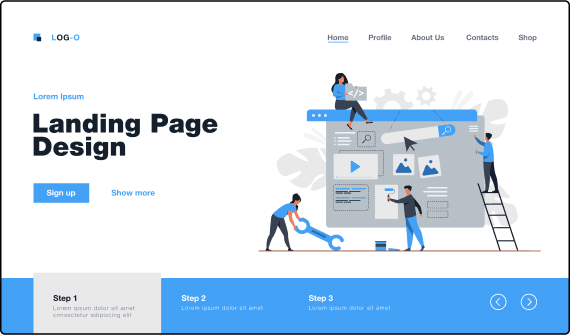 LOG-O
Home Profile About Us Contacts Shop
Lorem Ipsum
Landing Page
Design
Sign up Show more
</>
Step 1 Step 2 Step 3
Lorem ipsum dolor sit amet Lorem ipsum dolor sit amet Lorem ipsum dolor sit amet
consectetur adipiscing elit